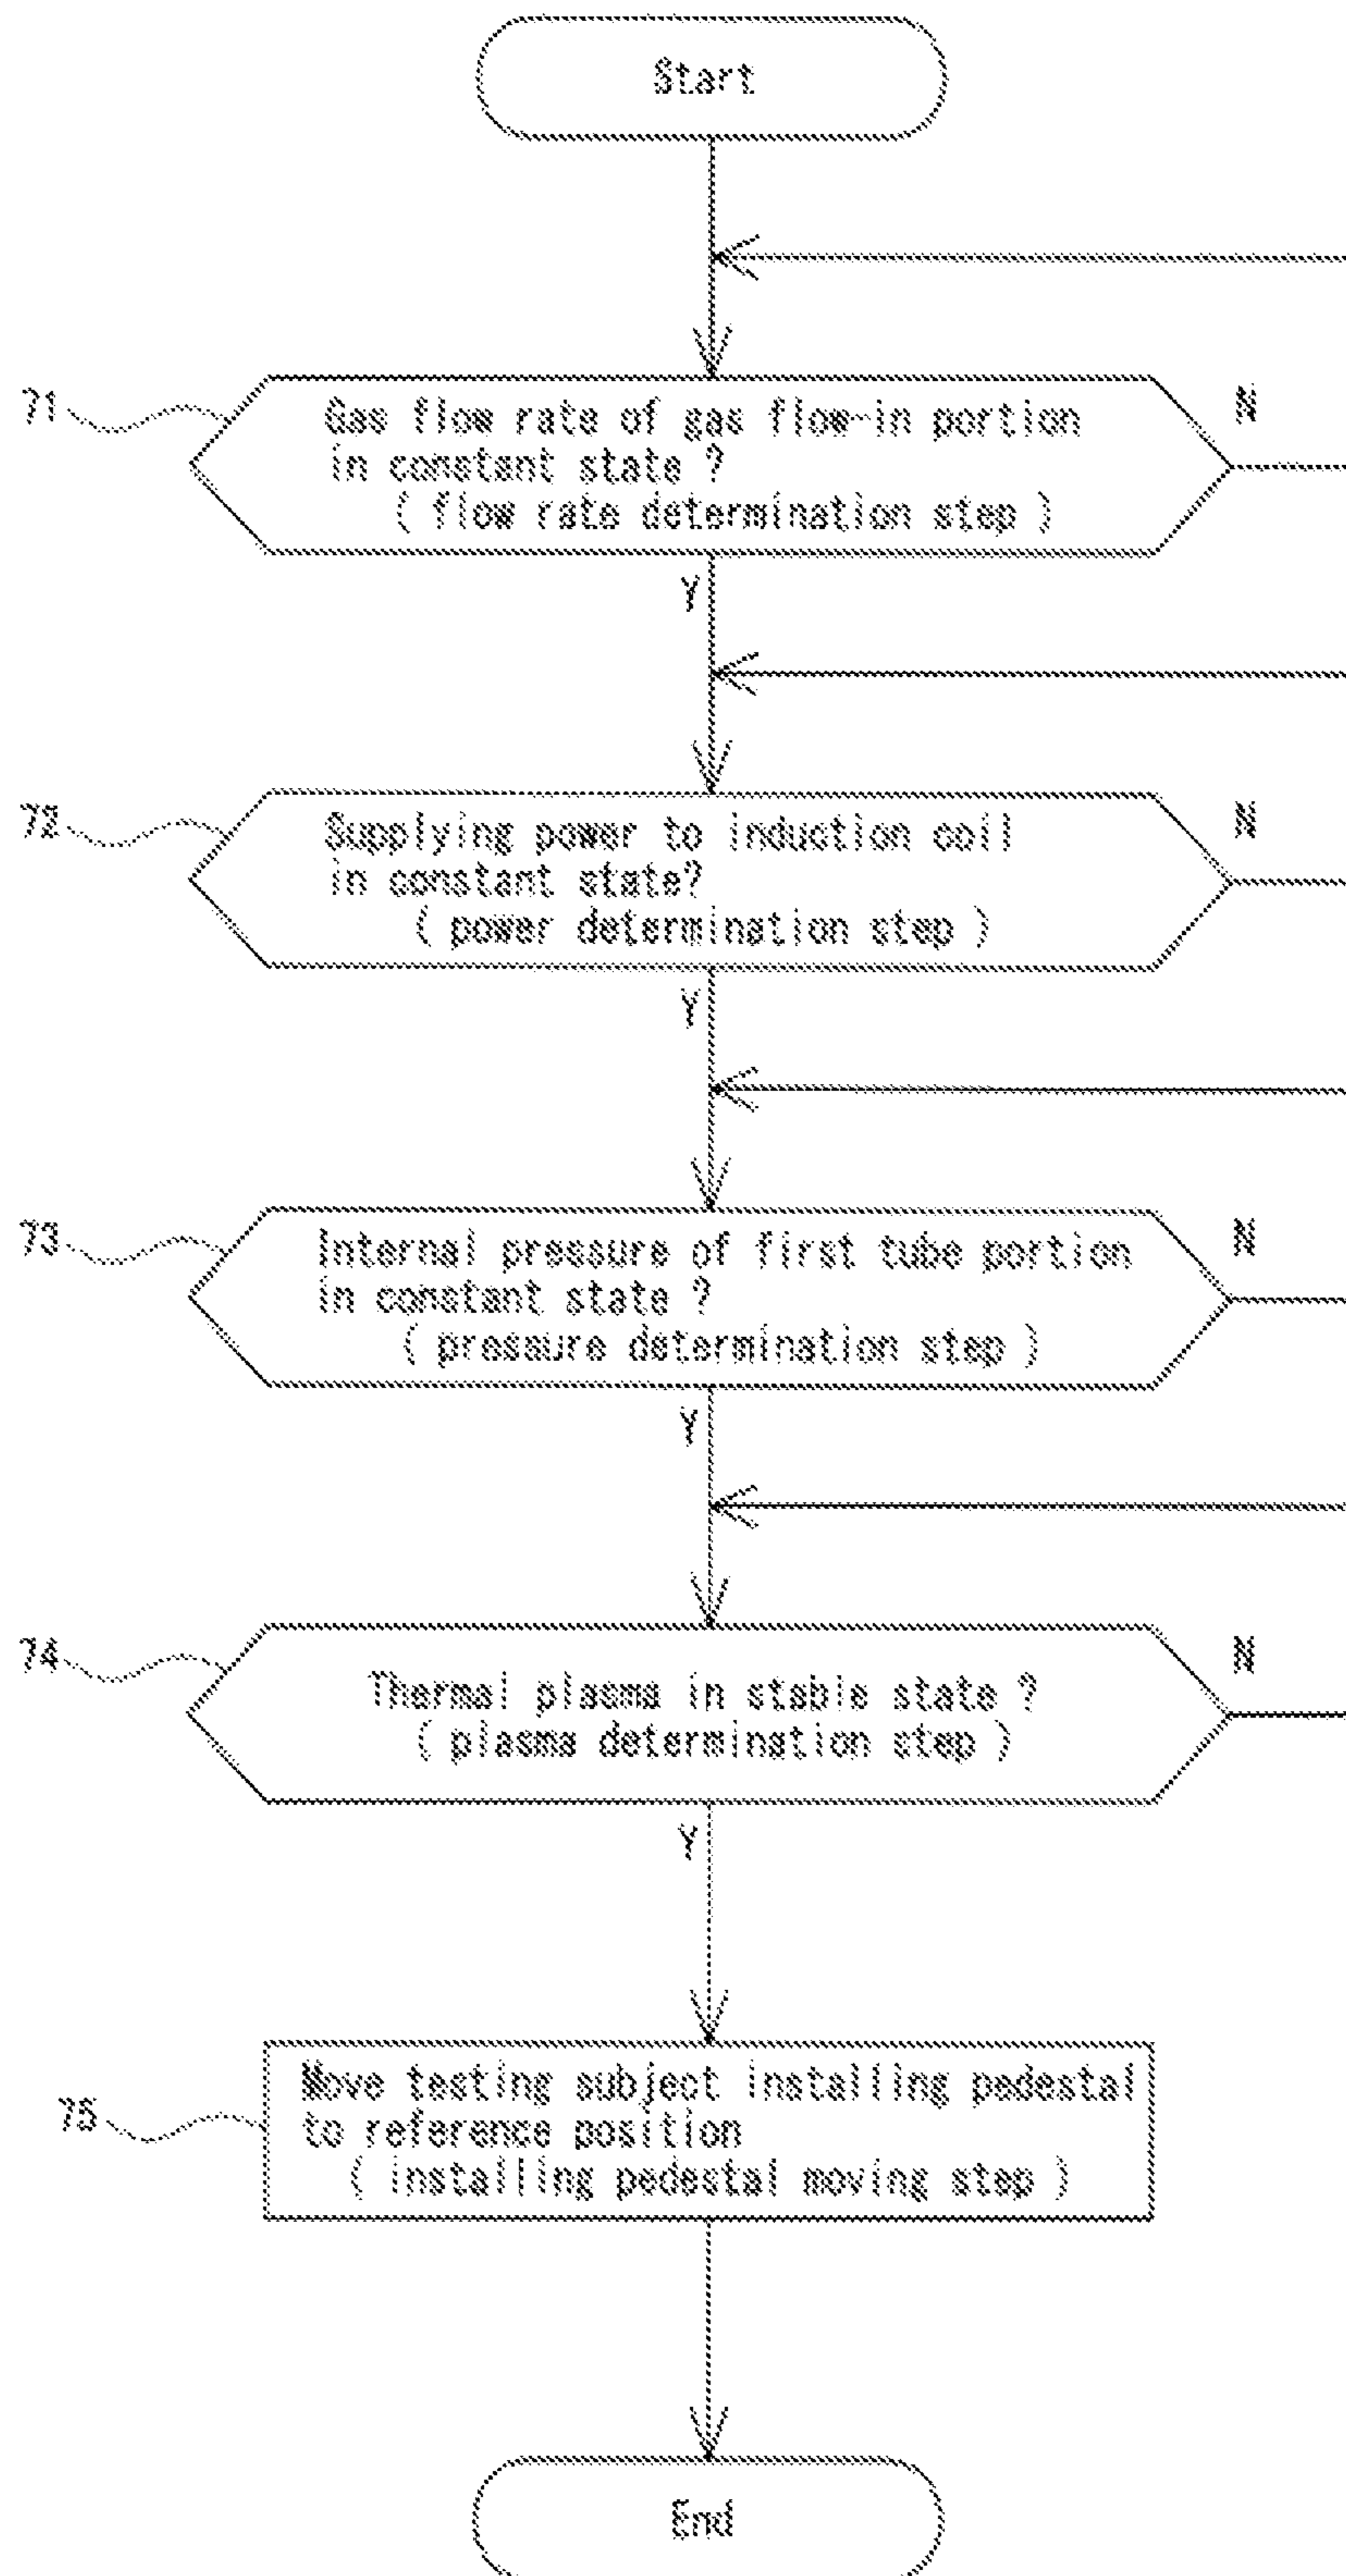 Start
71
Gas flow rate of gas flow-in portion
in constant state ?
( flow rate determination step )
N
Y
72
Supplying power to induction coil
in constant state?
( power determination step )
N
Y
73
Internal pressure of first tube portion
in constant state ?
( pressure determination step )
N
Y
74
Thermal plasma in stable state ?
( plasma determination step )
N
Y
75
Move testing subject installing pedestal
to reference position
( installing pedestal moving step )
End